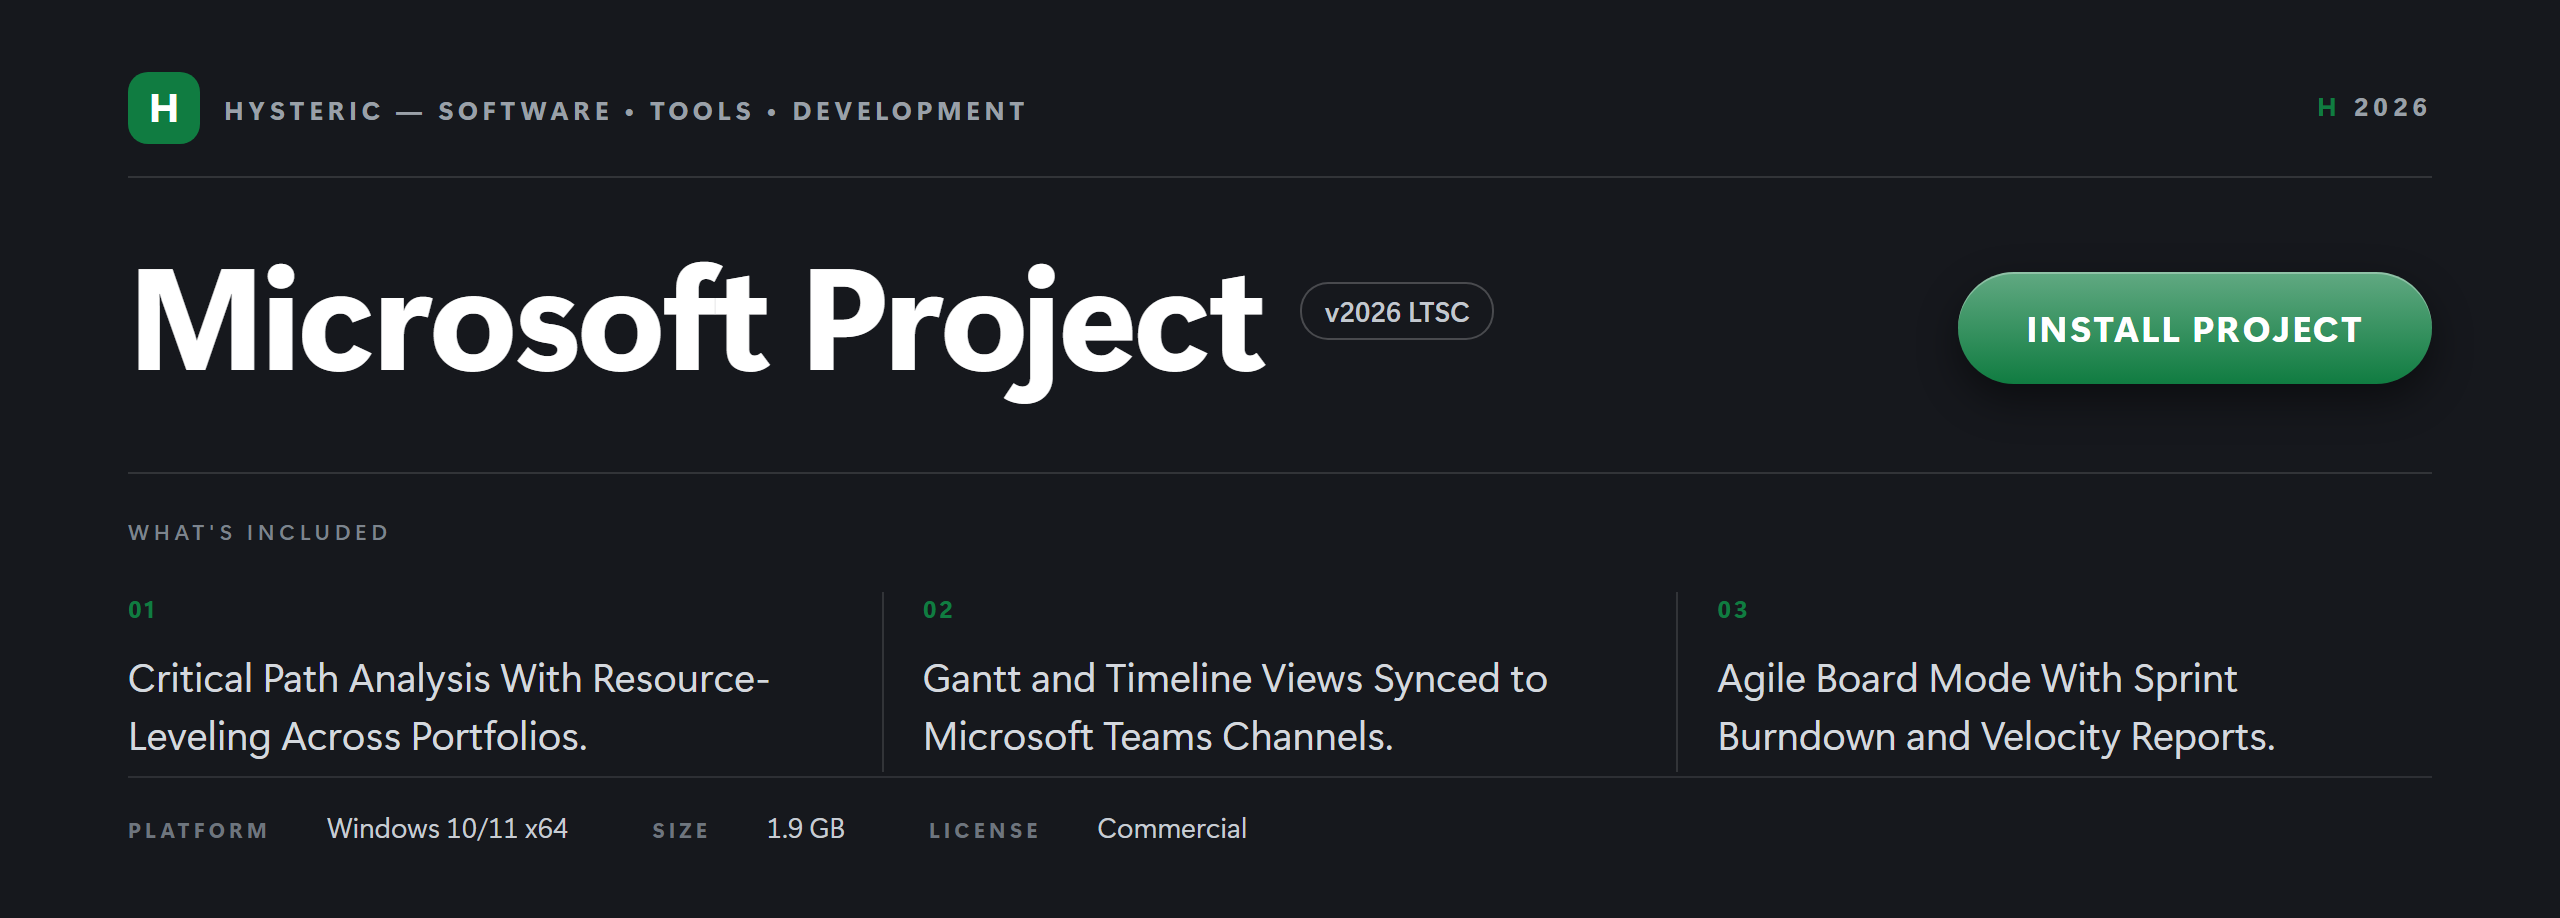 H HYSTERIC — SOFTWARE • TOOLS • DEVELOPMENT
H 2026
Microsoft Project
v2026 LTSC
INSTALL PROJECT
WHAT'S INCLUDED
01
Critical Path Analysis With Resource-
Leveling Across Portfolios.
02
Gantt and Timeline Views Synced to
Microsoft Teams Channels.
03
Agile Board Mode With Sprint
Burndown and Velocity Reports.
PLATFORM Windows 10/11 x64 SIZE 1.9 GB LICENSE Commercial